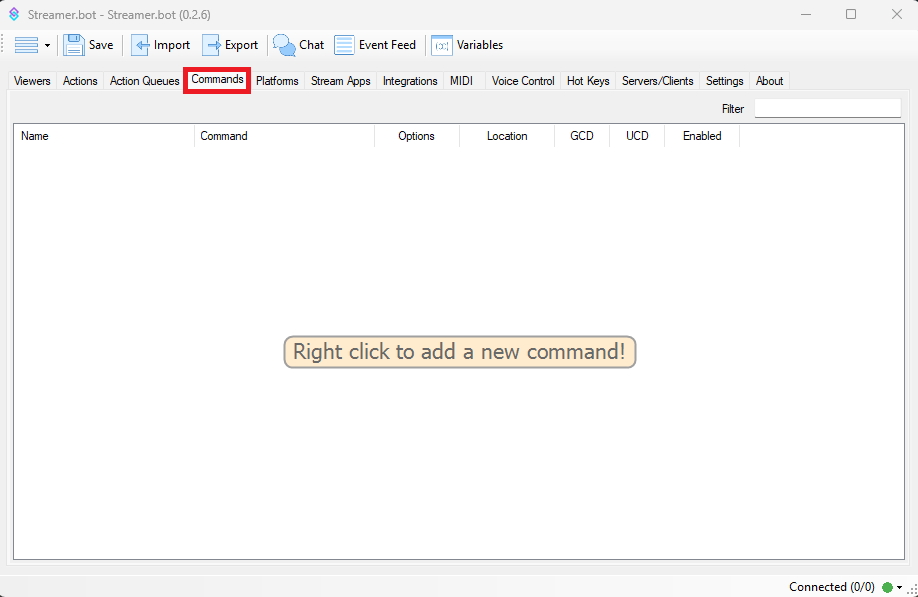 Streamer.bot - Streamer.bot (0.2.6)
Save Import Export Chat Event Feed Variables
Viewers Actions Action Queues Commands Platforms Stream Apps Integrations MIDI Voice Control Hot Keys Servers/Clients Settings About
Filter
Name Command Options Location GCD UCD Enabled
Right click to add a new command!
Connected (0/0)